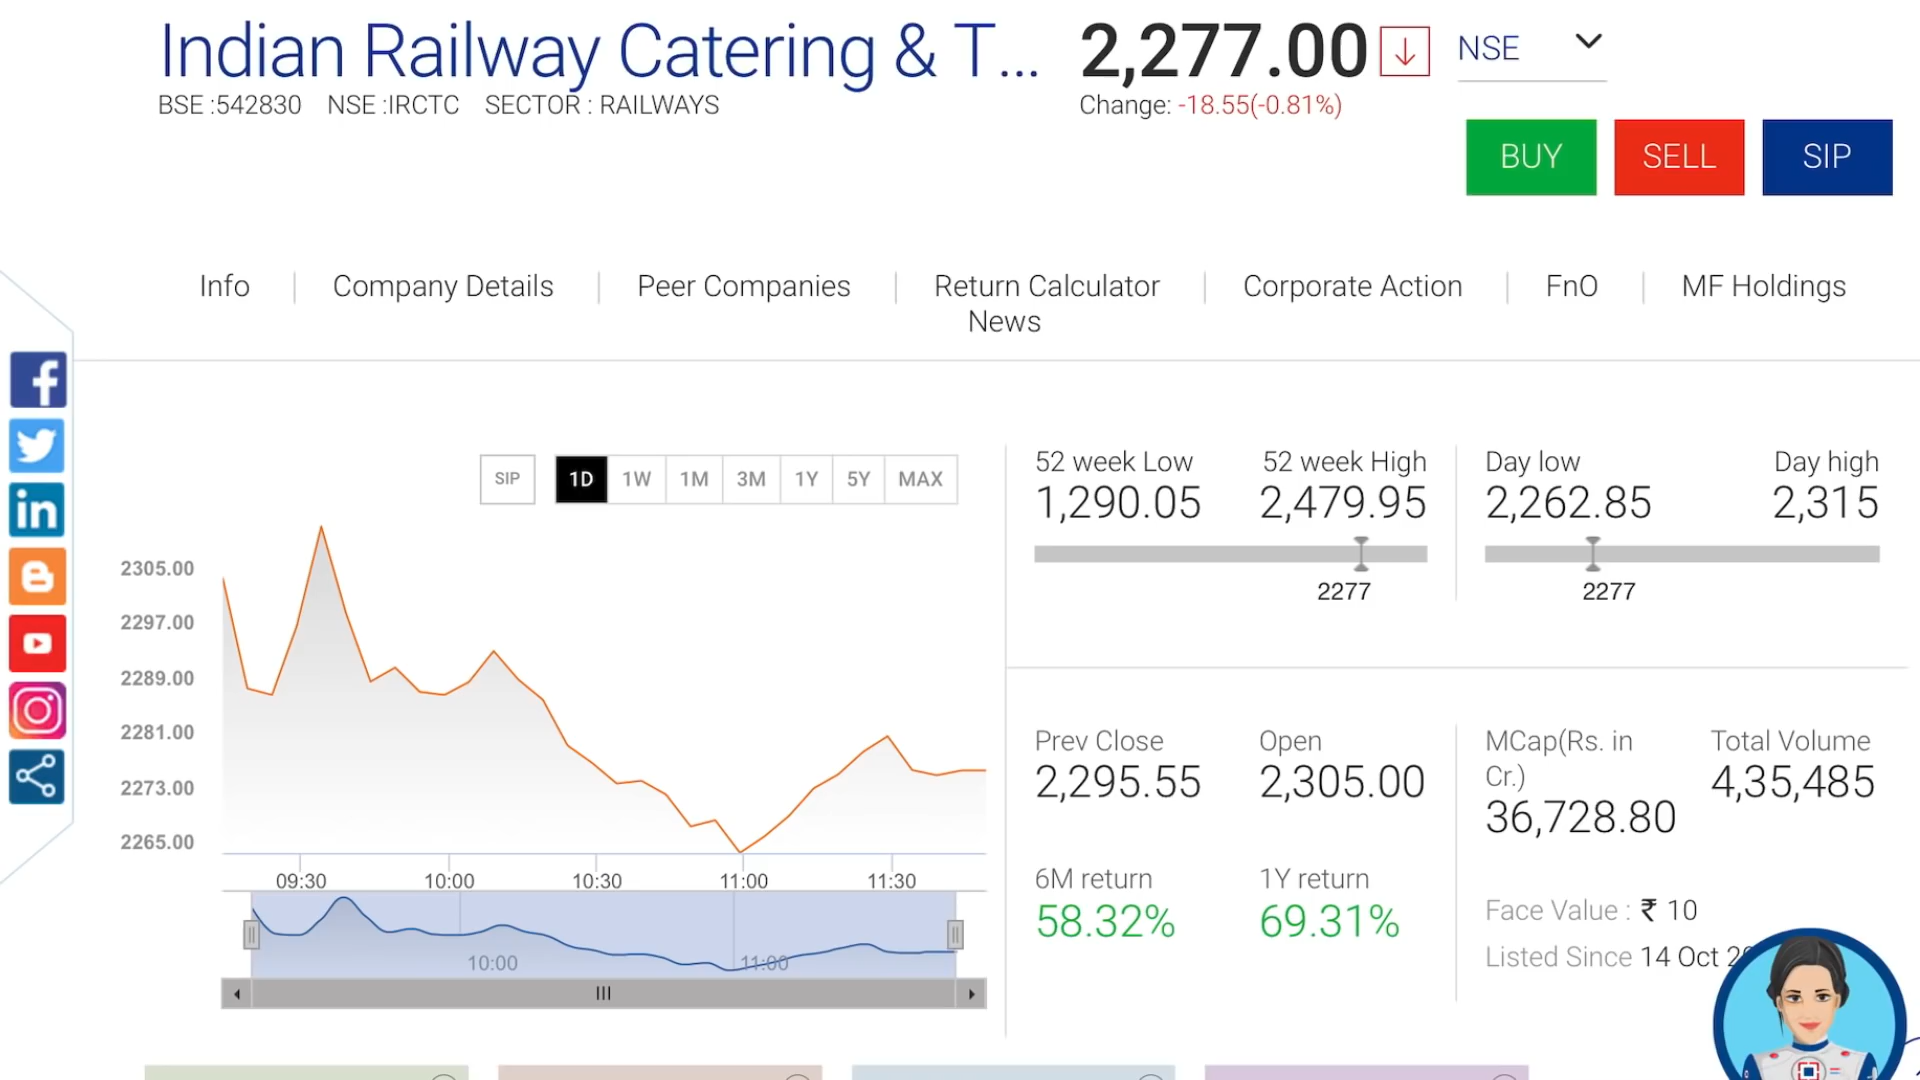 Indian Railway Catering & T...
2,277.00
NSE
BSE :542830 NSE :IRCTC SECTOR : RAILWAYS
Change: -18.55(-0.81%)
BUY SELL SIP
Info Company Details Peer Companies Return Calculator Corporate Action FnO MF Holdings
News
SIP 1D 1W 1M 3M 1Y 5Y MAX
2305.00
2297.00
2289.00
2281.00
2273.00
2265.00
09:30 10:00 10:30 11:00 11:30
10:00 11:00
52 week Low 52 week High
1,290.05 2,479.95
2277
Day low Day high
2,262.85 2,315
2277
Prev Close Open
2,295.55 2,305.00
6M return 1Y return
58.32% 69.31%
MCap(Rs. in
Cr.)
36,728.80
Total Volume
4,35,485
Face Value : ₹ 10
Listed Since 14 Oct